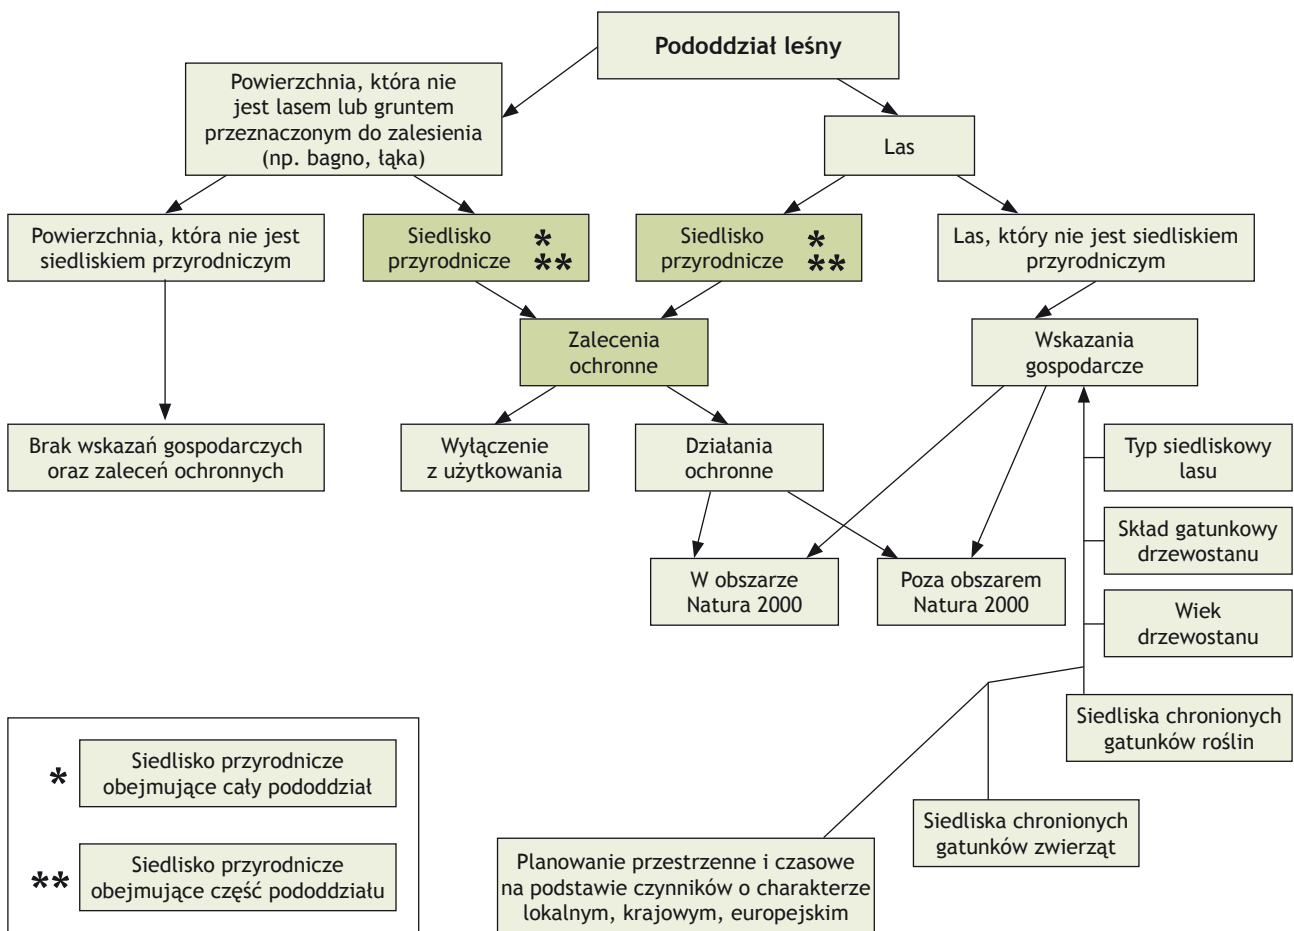 Pododdział leśny
Powierzchnia, która nie
jest lasem lub gruntem
przeznaczonym do zalesienia
(np. bagno, łąka)
Las
Powierzchnia, która nie jest
siedliskiem przyrodniczym
Siedlisko *
przyrodnicze **
Siedlisko *
przyrodnicze **
Las, który nie jest siedliskiem
przyrodniczym
Zalecenia
ochronne
Wskazania
gospodarcze
Brak wskazań gospodarczych
oraz zaleceń ochronnych
Wyłączenie
z użytkowania
Działania
ochronne
Typ siedliskowy
lasu
Skład gatunkowy
drzewostanu
W obszarze
Natura 2000
Poza obszarem
Natura 2000
Wiek
drzewostanu
Siedliska chronionych
gatunków roślin
Siedliska chronionych
gatunków zwierząt
Planowanie przestrzenne i czasowe
na podstawie czynników o charakterze
lokalnym, krajowym, europejskim
* Siedlisko przyrodnicze
obejmujące cały pododdział
** Siedlisko przyrodnicze
obejmujące część pododdziału